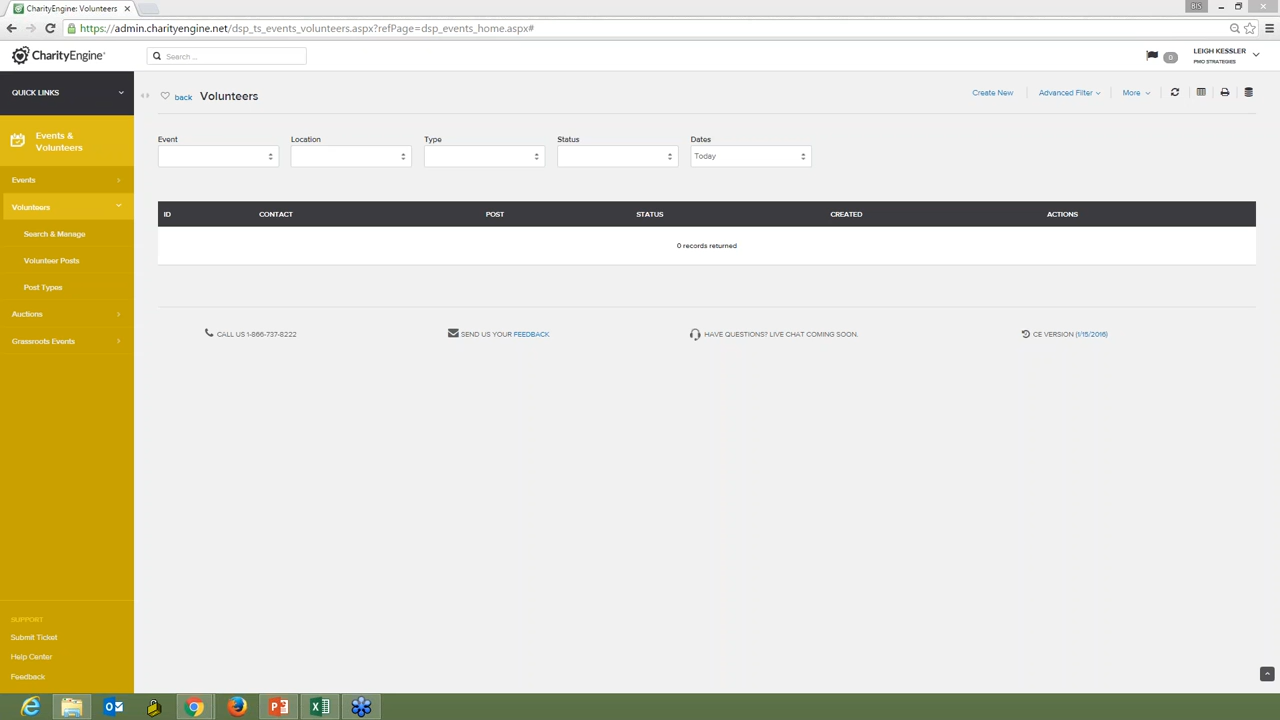 CharityEngine: Volunteers
BIS
https://admin.charityengine.net/dsp_ts_events_volunteers.aspx?refPage=dsp_events_home.aspx#
CharityEngine
Search ...
0
LEIGH KESSLER
PMO STRATEGIES
QUICK LINKS
back
Volunteers
Create New
Advanced Filter
More
Events &
Volunteers
Event
Location
Type
Status
Dates
Today
Events
Volunteers
Search & Manage
Volunteer Posts
Post Types
Auctions
Grassroots Events
ID
CONTACT
POST
STATUS
CREATED
ACTIONS
0 records returned
CALL US 1-866-737-8222
SEND US YOUR FEEDBACK
HAVE QUESTIONS? LIVE CHAT COMING SOON.
CE VERSION (1/15/2016)
SUPPORT
Submit Ticket
Help Center
Feedback